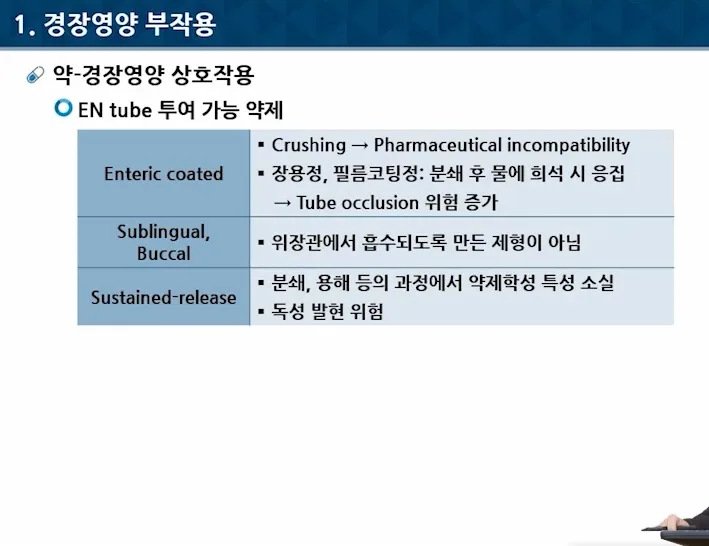 1. 경장영양 부작용
약-경장영양 상호작용
EN tube 투여 가능 약제
Enteric coated
▪ Crushing → Pharmaceutical incompatibility
▪ 장용정, 필름코팅정: 분쇄 후 물에 희석 시 응집
→ Tube occlusion 위험 증가
Sublingual,
Buccal
▪ 위장관에서 흡수되도록 만든 제형이 아님
Sustained-release
▪ 분쇄, 용해 등의 과정에서 약제학성 특성 소실
▪ 독성 발현 위험